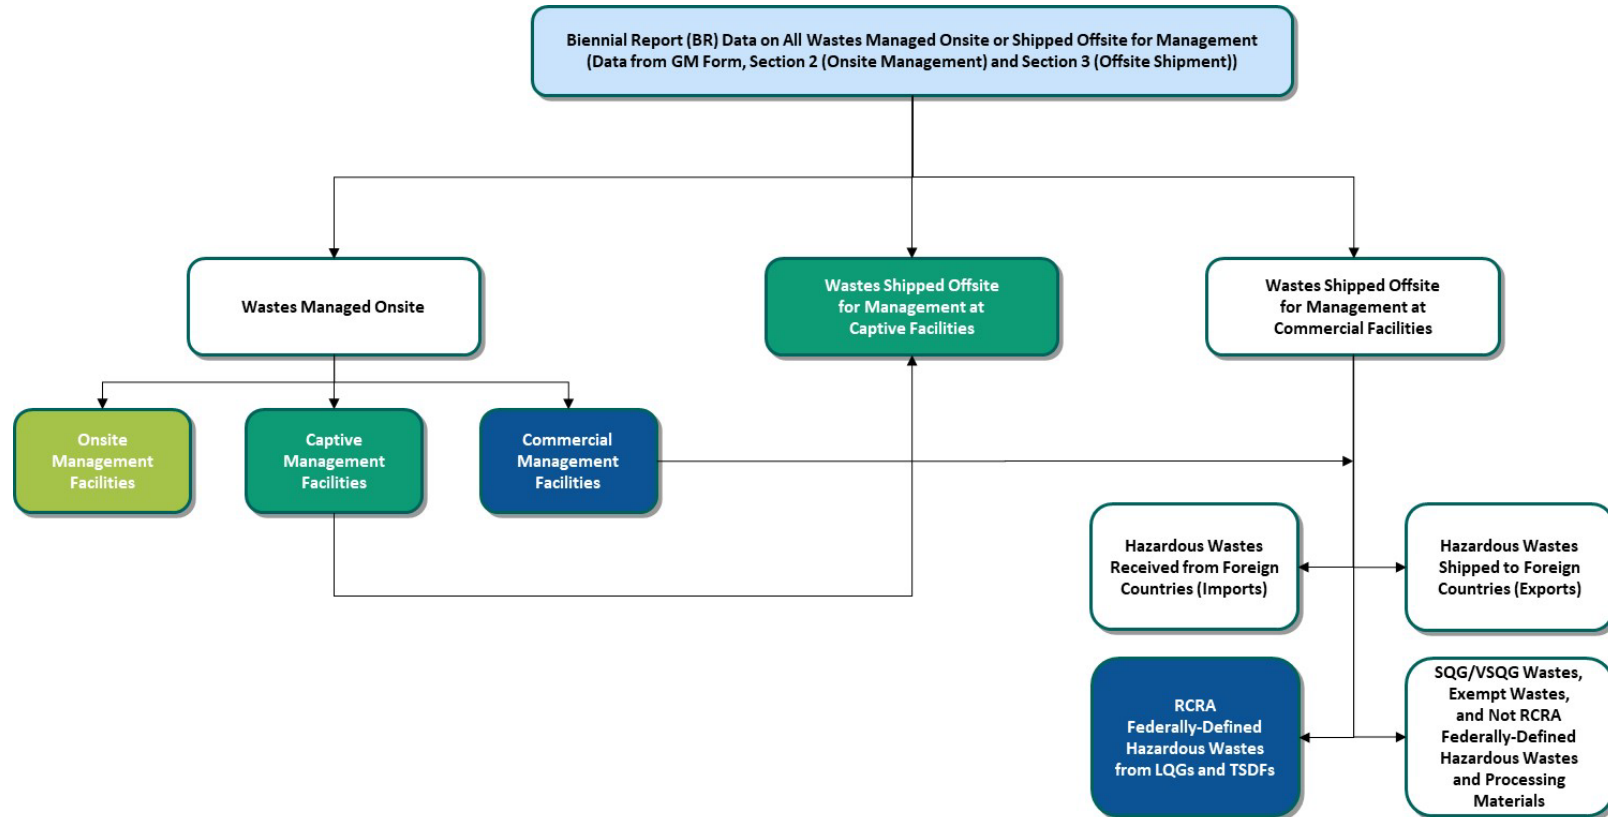 Biennial Report (BR) Data on All Wastes Managed Onsite or Shipped Offsite for Management
(Data from GM Form, Section 2 (Onsite Management) and Section 3 (Offsite Shipment))
Wastes Managed Onsite
Wastes Shipped Offsite
for Management at
Captive Facilities
Wastes Shipped Offsite
for Management at
Commercial Facilities
Onsite
Management
Facilities
Captive
Management
Facilities
Commercial
Management
Facilities
Hazardous Wastes
Received from Foreign
Countries (Imports)
Hazardous Wastes
Shipped to Foreign
Countries (Exports)
RCRA
Federally-Defined
Hazardous Wastes
from LQGs and TSDFs
SQG/VSQG Wastes,
Exempt Wastes,
and Not RCRA
Federally-Defined
Hazardous Wastes
and Processing
Materials